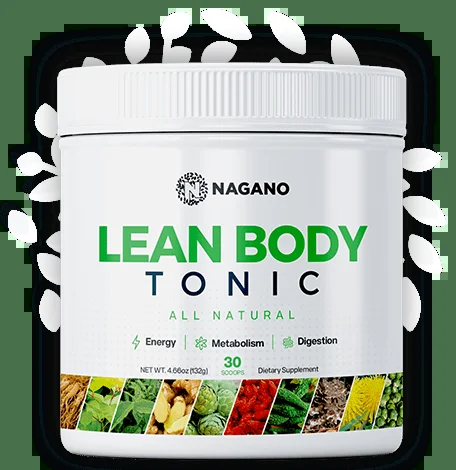 NAGANO
LEAN BODY
TONIC
ALL NATURAL
Energy | Metabolism | Digestion
NET WT. 4.66oz (132g) 30 SCOOPS Dietary Supplement